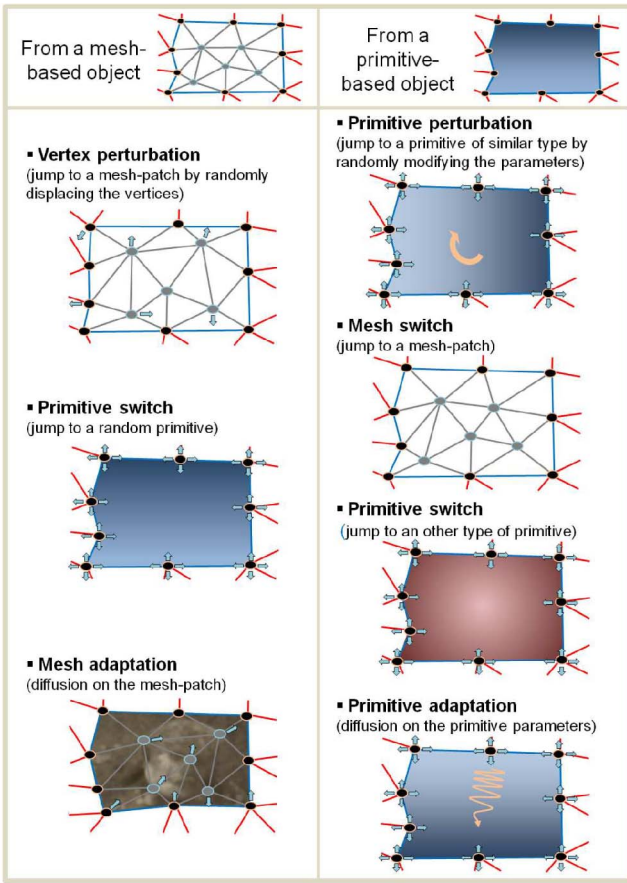 From a mesh-
based object
From a
primitive-
based object
▪ Vertex perturbation
(jump to a mesh-patch by randomly
displacing the vertices)
▪ Primitive switch
(jump to a random primitive)
▪ Mesh adaptation
(diffusion on the mesh-patch)
▪ Primitive perturbation
(jump to a primitive of similar type by
randomly modifying the parameters)
▪ Mesh switch
(jump to a mesh-patch)
▪ Primitive switch
(jump to an other type of primitive)
▪ Primitive adaptation
(diffusion on the primitive parameters)